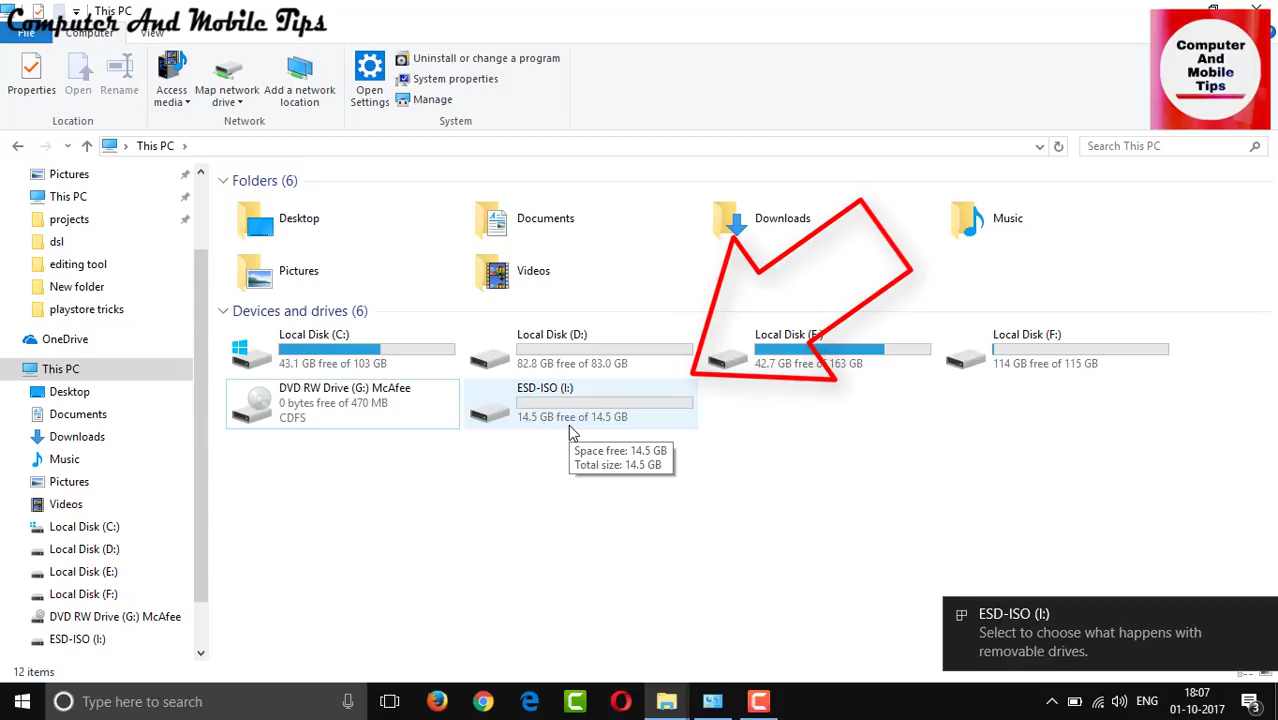 This PC
Computer And Mobile Tips
File
Computer
View
Properties
Open
Rename
Access media
Map network drive
Add a network location
Open Settings
Uninstall or change a program
System properties
Manage
Location
Network
System
Computer
And
Mobile
Tips
This PC
Search This PC
Pictures
This PC
projects
dsl
editing tool
New folder
playstore tricks
OneDrive
This PC
Desktop
Documents
Downloads
Music
Pictures
Videos
Local Disk (C:)
Local Disk (D:)
Local Disk (E:)
Local Disk (F:)
DVD RW Drive (G:) McAfee
ESD-ISO (I:)
Folders (6)
Desktop
Documents
Downloads
Music
Pictures
Videos
Devices and drives (6)
Local Disk (C:)
43.1 GB free of 103 GB
Local Disk (D:)
82.8 GB free of 83.0 GB
Local Disk (E:)
42.7 GB free of 163 GB
Local Disk (F:)
114 GB free of 115 GB
DVD RW Drive (G:) McAfee
0 bytes free of 470 MB
CDFS
ESD-ISO (I:)
14.5 GB free of 14.5 GB
Space free: 14.5 GB
Total size: 14.5 GB
ESD-ISO (I:)
Select to choose what happens with
removable drives.
12 items
Type here to search
ENG
18:07
01-10-2017
3